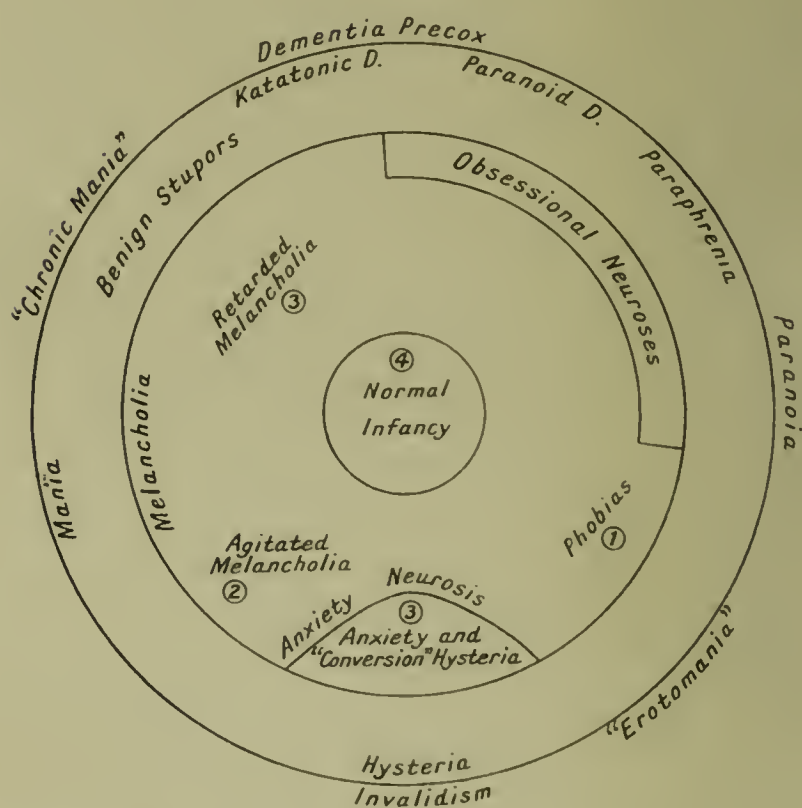 Dementia Precox
Katatonic D.
Paranoid D.
"Chronic Mania"
Benign Stupors
Obsessional Neuroses
Paraphrenia
Retarded
Melancholia
③
④
Normal
Infancy
Paranoia
Melancholia
Mania
Phobias
①
Agitated
Melancholia
②
Anxiety Neurosis
③
Anxiety and
"Conversion" Hysteria
"Erotomania"
Hysteria
Invalidism